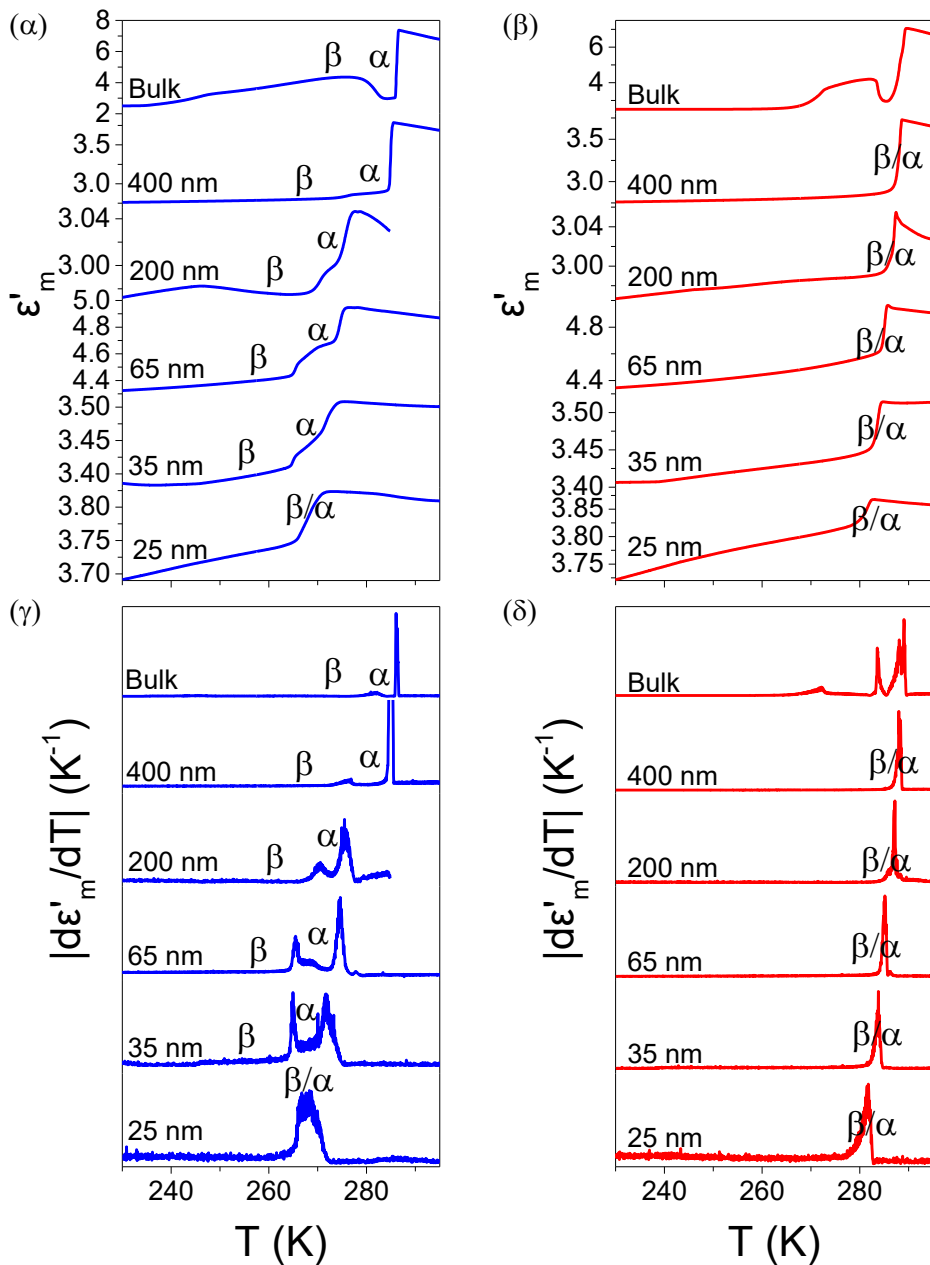 (α)
ε'm
8
6
4
2
Bulk
β
α
3.5
3.0
400 nm
β
α
3.04
3.00
200 nm
β
α
5.0
4.8
4.6
4.4
65 nm
β
α
3.50
3.45
3.40
35 nm
β
α
3.80
3.75
3.70
25 nm
β/α
(β)
ε'm
6
4
Bulk
3.5
3.0
400 nm
β/α
3.04
3.00
200 nm
β/α
4.8
4.4
65 nm
β/α
3.50
3.45
3.40
35 nm
β/α
3.85
3.80
3.75
25 nm
β/α
(γ)
|dε'm/dT| (K-1)
Bulk
β
α
400 nm
β
α
200 nm
β
α
65 nm
β
α
35 nm
β
α
25 nm
β/α
240 260 280
T (K)
(δ)
|dε'm/dT| (K-1)
Bulk
400 nm
β/α
200 nm
β/α
65 nm
β/α
35 nm
β/α
25 nm
β/α
240 260 280
T (K)